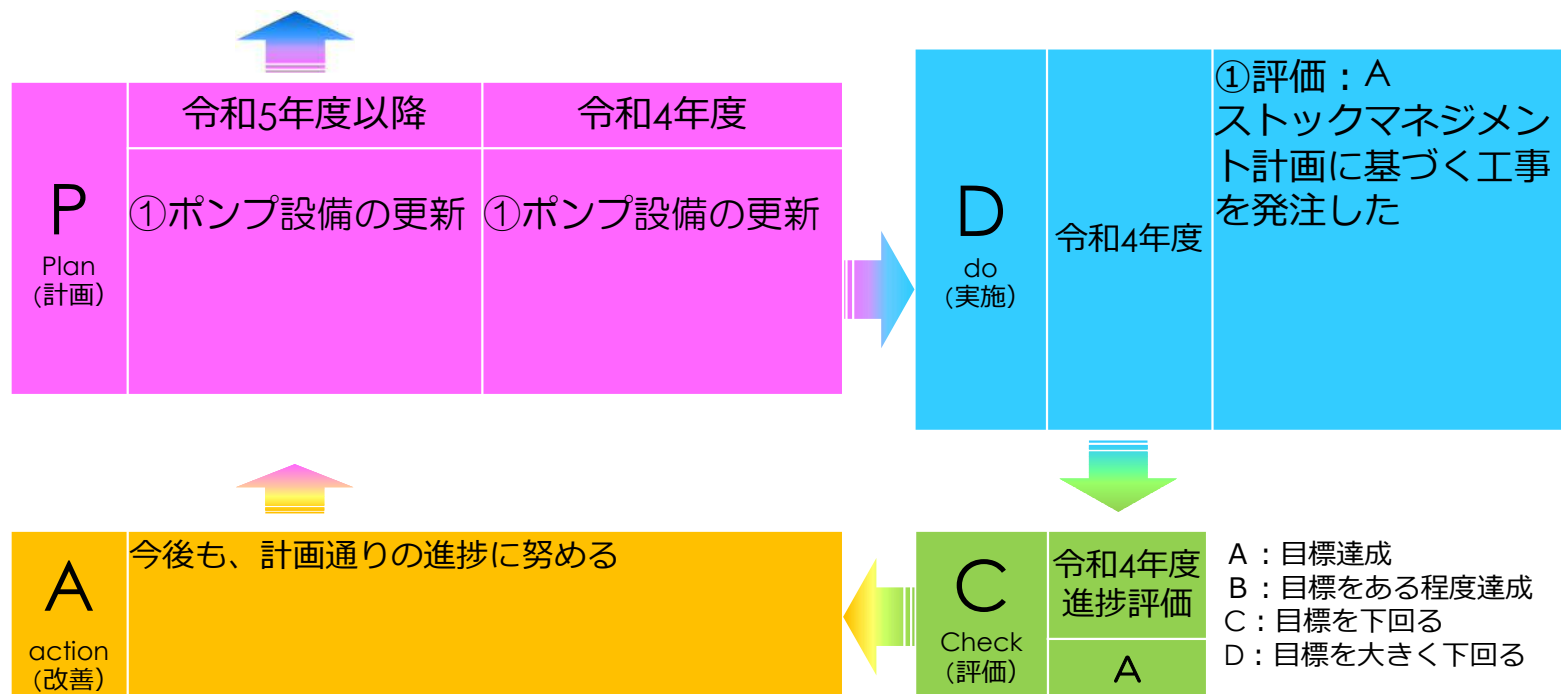 P
Plan
(計画)
令和5年度以降
令和4年度
①ポンプ設備の更新
①ポンプ設備の更新
D
do
(実施)
令和4年度
①評価：A
ストックマネジメン
ト計画に基づく工事
を発注した
A
action
(改善)
今後も、計画通りの進捗に努める
C
Check
(評価)
令和4年度
進捗評価
A
A：目標達成
B：目標をある程度達成
C：目標を下回る
D：目標を大きく下回る